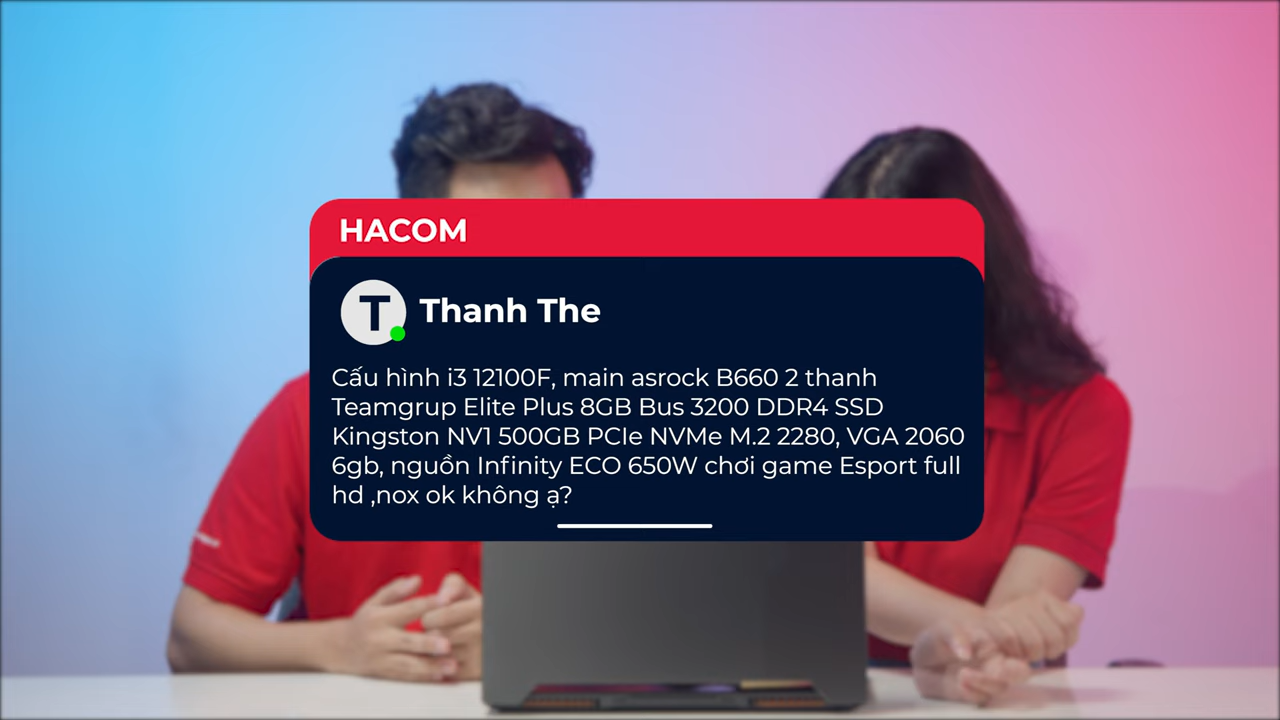 HACOM
T
Thanh The
Cấu hình i3 12100F, main asrock B660 2 thanh
Teamgrup Elite Plus 8GB Bus 3200 DDR4 SSD
Kingston NV1 500GB PCIe NVMe M.2 2280, VGA 2060
6gb, nguồn Infinity ECO 650W chơi game Esport full
hd ,nox ok không ạ?